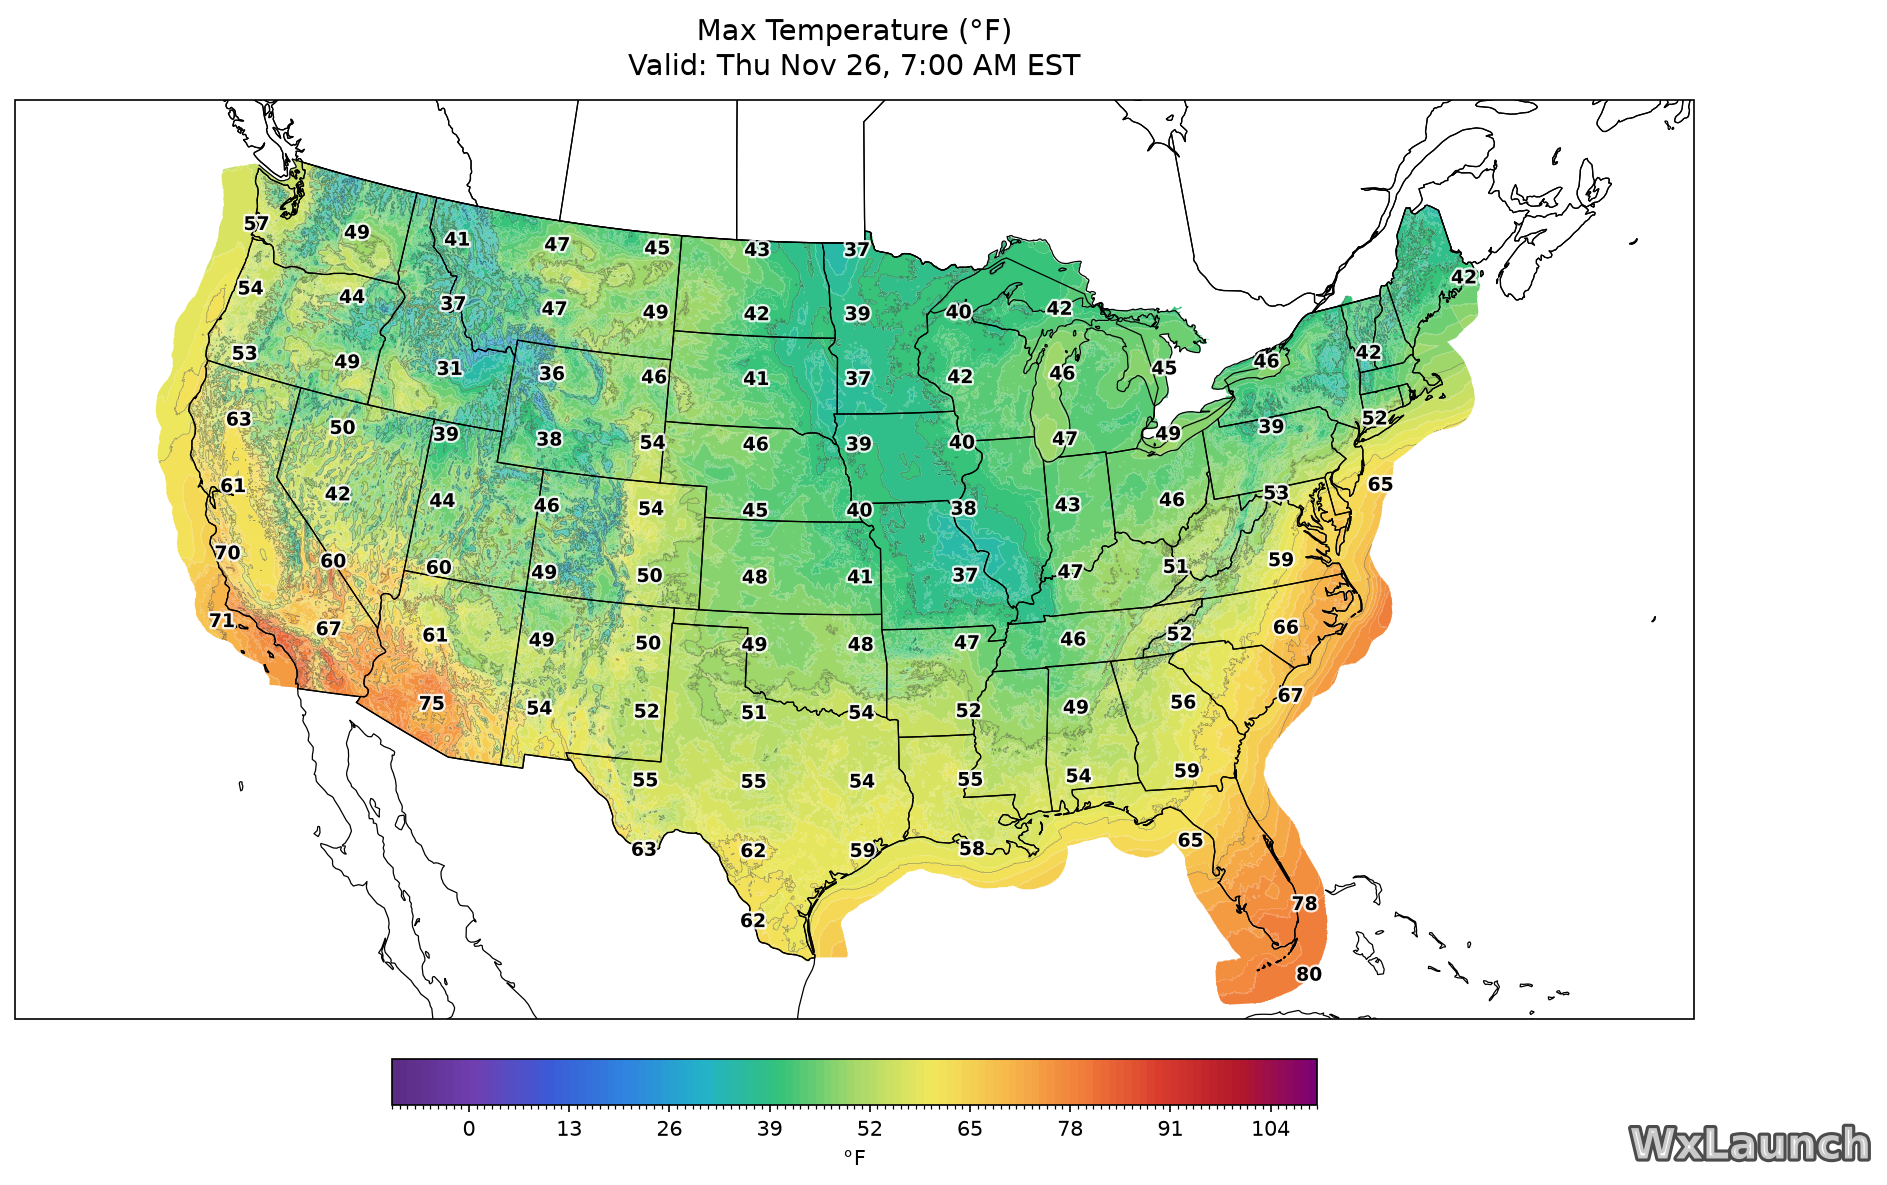 Max Temperature (°F)
Valid: Thu Nov 26, 7:00 AM EST
57 49 41 47 45 43 37 42
54 44 37 47 49 42 39 40 42
53 49 31 36 46 41 37 42 46 45 46 42
63 50 39 38 54 46 39 40 47 49 39 52
61 42 44 46 54 45 40 38 43 46 53 65
70 60 60 49 50 48 41 37 47 51 59
71 67 61 49 50 49 48 47 46 52 66
75 54 52 51 54 52 49 56 67
55 55 54 55 54 59
63 62 59 58 65
62 78
80
0 13 26 39 52 65 78 91 104
°F
WxLaunch